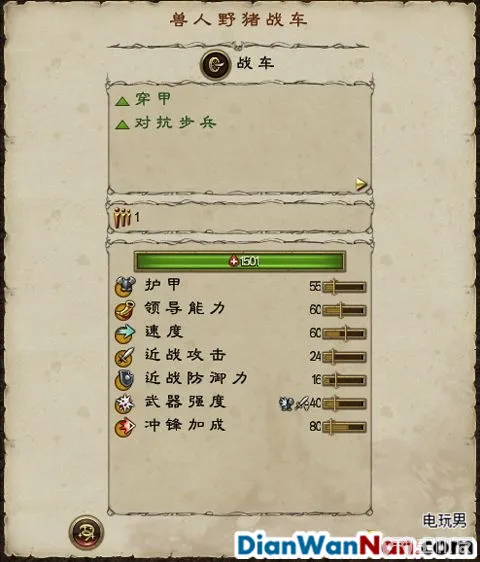 兽人野猪战车
战车
穿甲
对抗步兵
1
1501
护甲 55
领导能力 60
速度 60
近战攻击 24
近战防御力 16
武器强度 40
冲锋加成 80
电玩男
DianWanNan.com